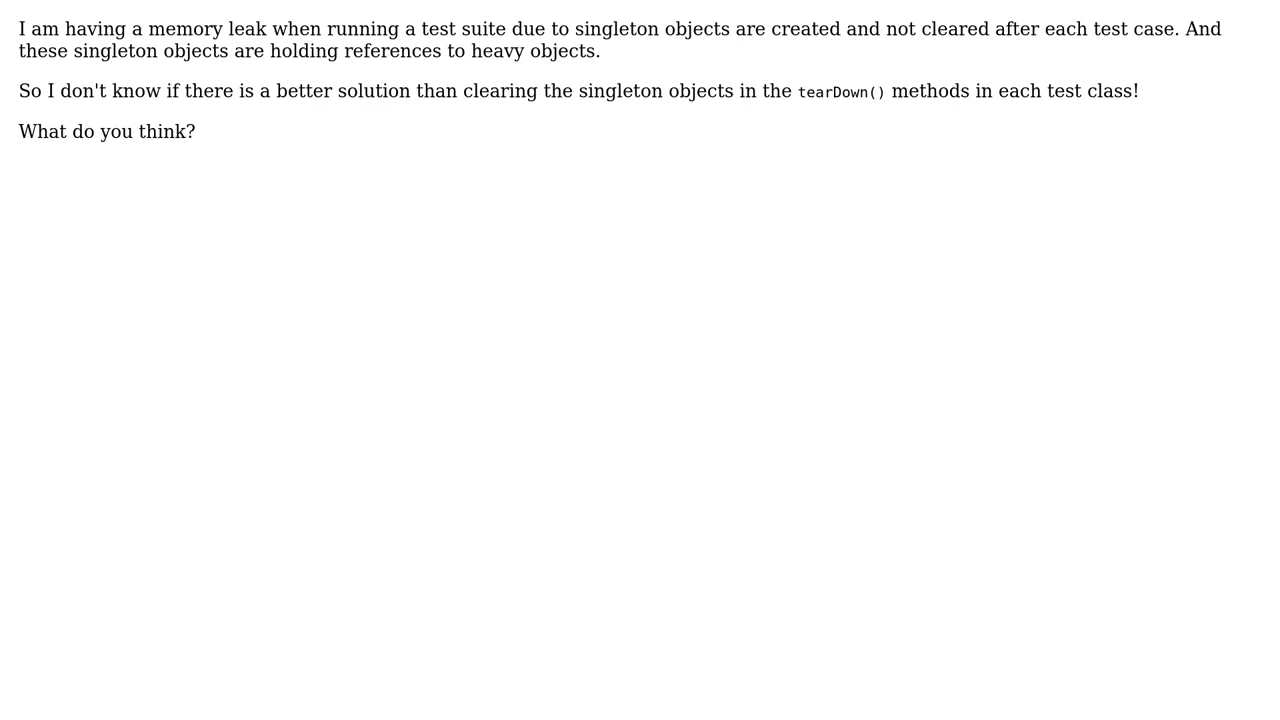 I am having a memory leak when running a test suite due to singleton objects are created and not cleared after each test case. And
these singleton objects are holding references to heavy objects.
So I don't know if there is a better solution than clearing the singleton objects in the tearDown() methods in each test class!
What do you think?